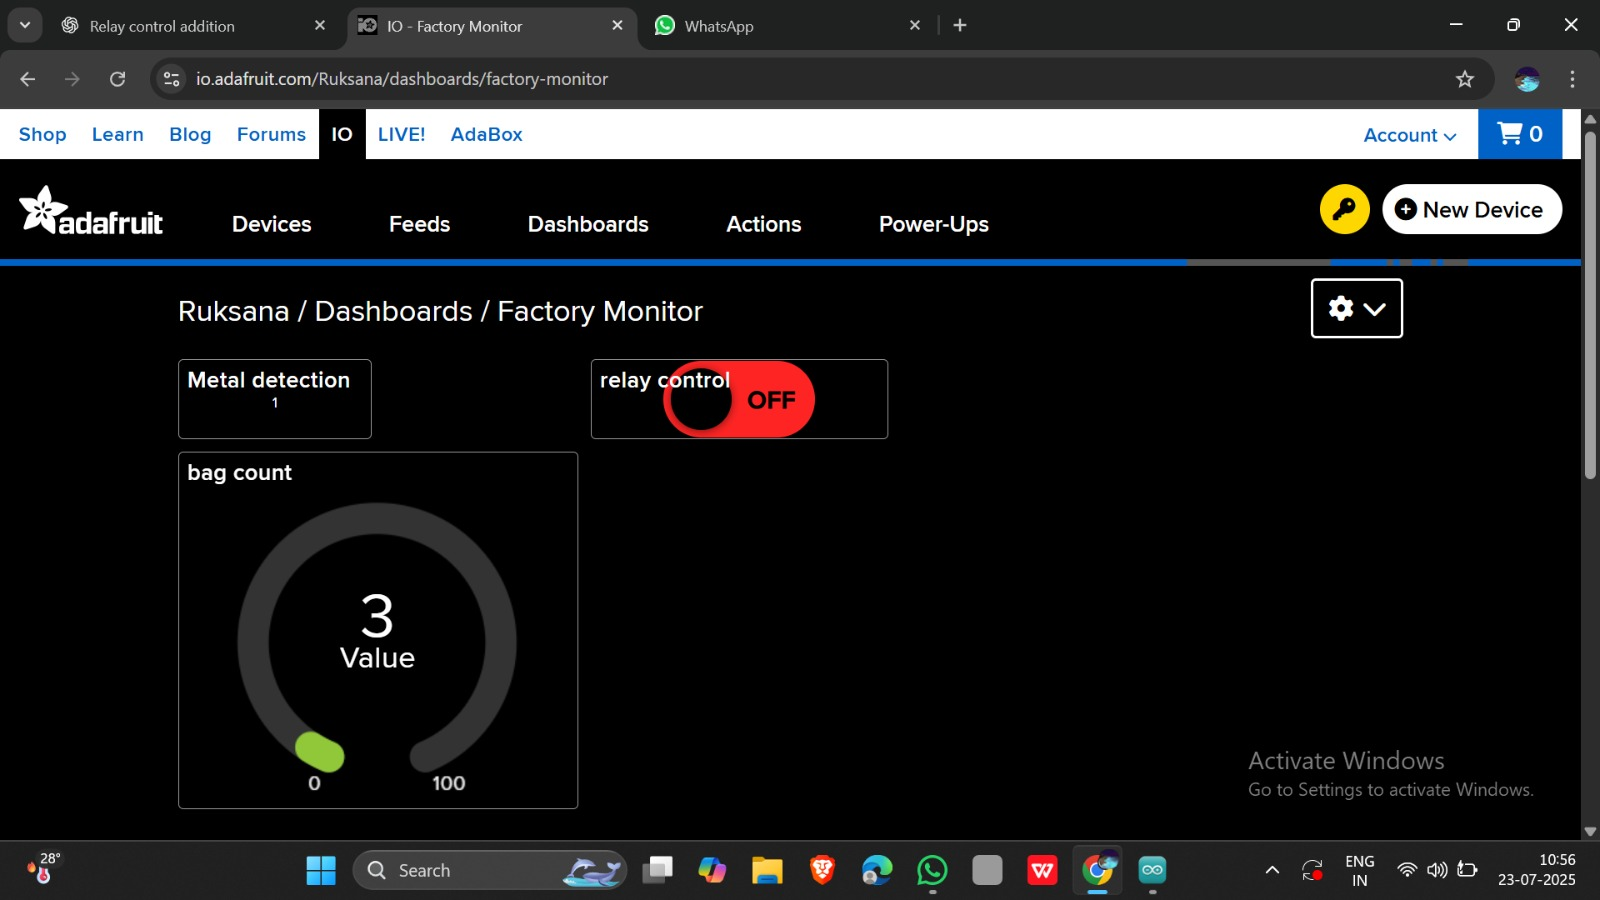 Relay control addition
IO - Factory Monitor
WhatsApp
io.adafruit.com/Ruksana/dashboards/factory-monitor
Shop Learn Blog Forums IO LIVE! AdaBox
Account
0
adafruit
Devices Feeds Dashboards Actions Power-Ups
New Device
Ruksana / Dashboards / Factory Monitor
Metal detection
1
relay control
OFF
bag count
3
Value
0 100
Activate Windows
Go to Settings to activate Windows.
28°
Search
W
ENG
IN
10:56
23-07-2025